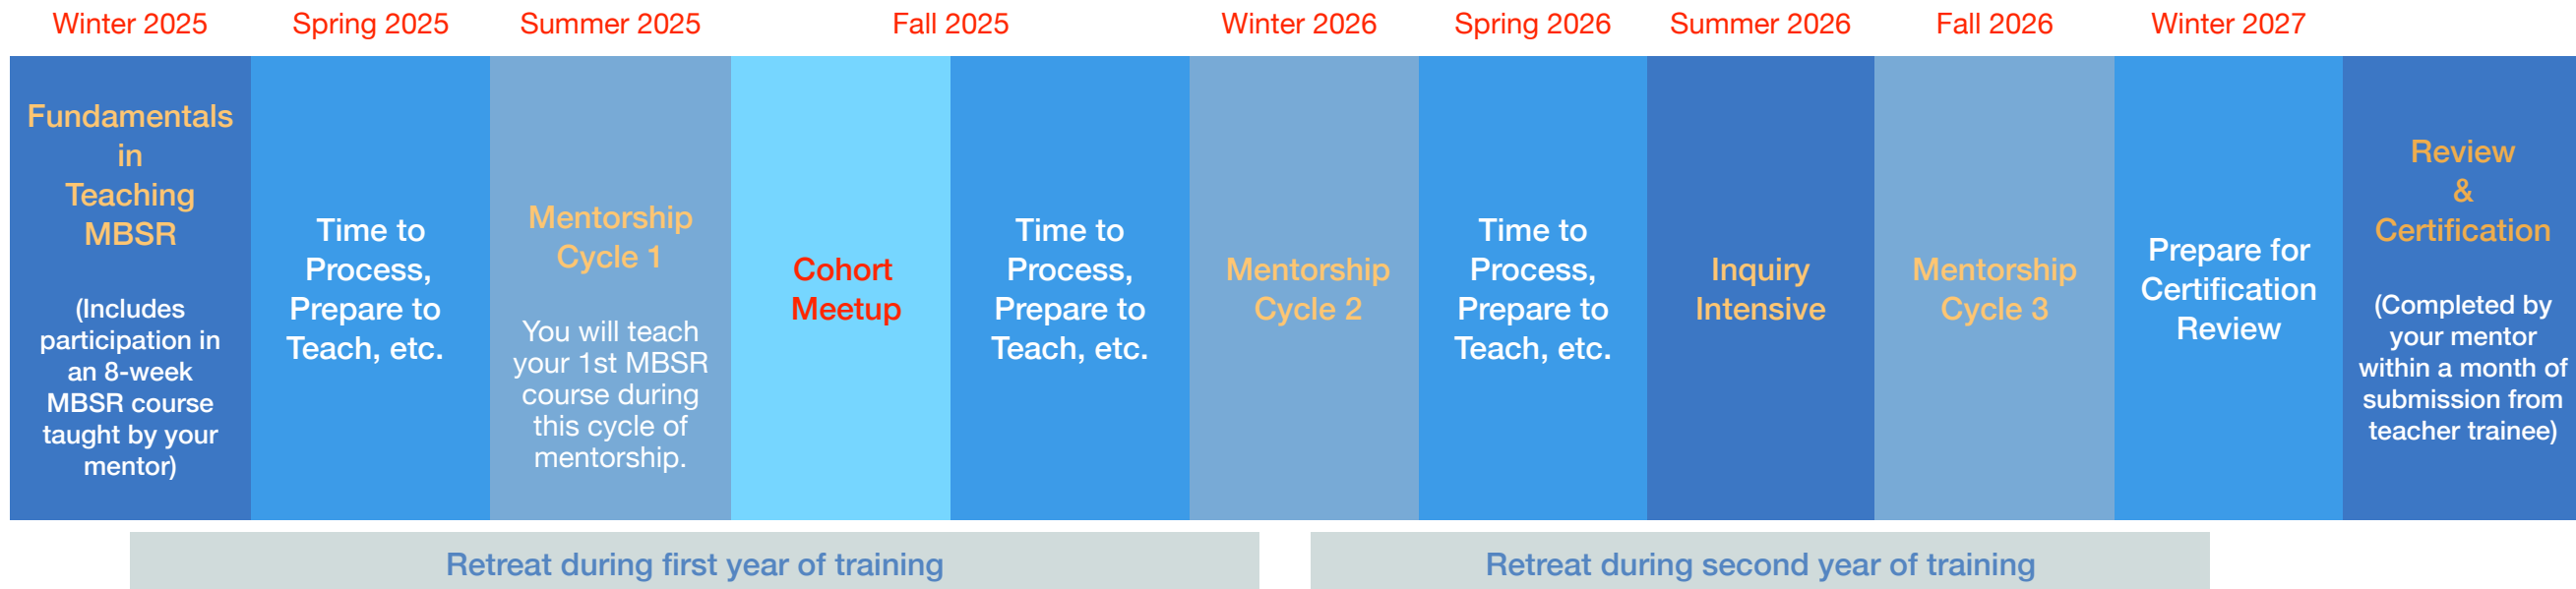 Winter 2025
Spring 2025
Summer 2025
Fall 2025
Winter 2026
Spring 2026
Summer 2026
Fall 2026
Winter 2027
Fundamentals
in
Teaching
MBSR
(Includes
participation in
an 8-week
MBSR course
taught by your
mentor)
Time to
Process,
Prepare to
Teach, etc.
Mentorship
Cycle 1
You will teach
your 1st MBSR
course during
this cycle of
mentorship.
Cohort
Meetup
Time to
Process,
Prepare to
Teach, etc.
Mentorship
Cycle 2
Time to
Process,
Prepare to
Teach, etc.
Inquiry
Intensive
Mentorship
Cycle 3
Prepare for
Certification
Review
Review
&
Certification
(Completed by
your mentor
within a month of
submission from
teacher trainee)
Retreat during first year of training
Retreat during second year of training